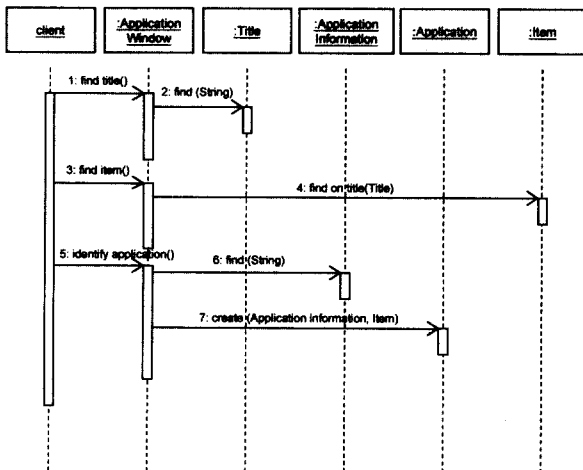 client
:Application
Window
:Title
:Application
Information
:Application
:Item
1: find title()
2: find (String)
3: find item()
4: find on title(Title)
5: identify application()
6: find (String)
7: create (Application information, Item)